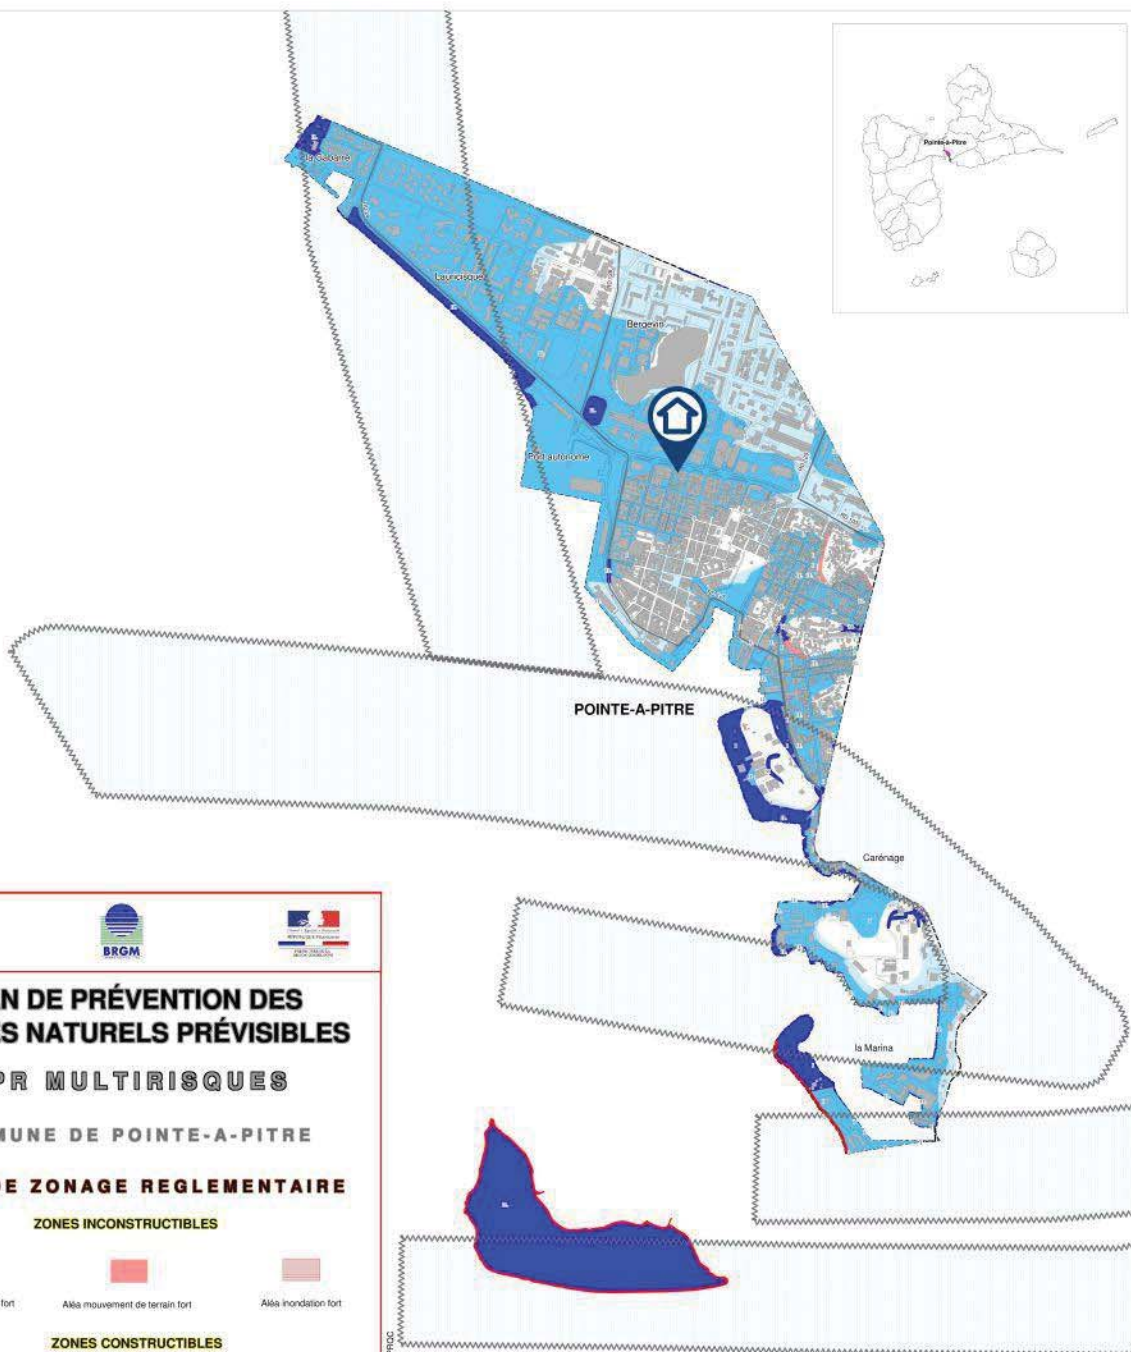 Pointe-à-Pitre
la Gabarre
Lauricisque
Bergevin
Port autonome
POINTE-A-PITRE
Carénage
la Marina
BRGM
N DE PRÉVENTION DES
ES NATURELS PRÉVISIBLES
PR MULTIRISQUES
MUNE DE POINTE-A-PITRE
DE ZONAGE REGLEMENTAIRE
ZONES INCONSTRUCTIBLES
fort
Aléa mouvement de terrain fort
Aléa inondation fort
ZONES CONSTRUCTIBLES